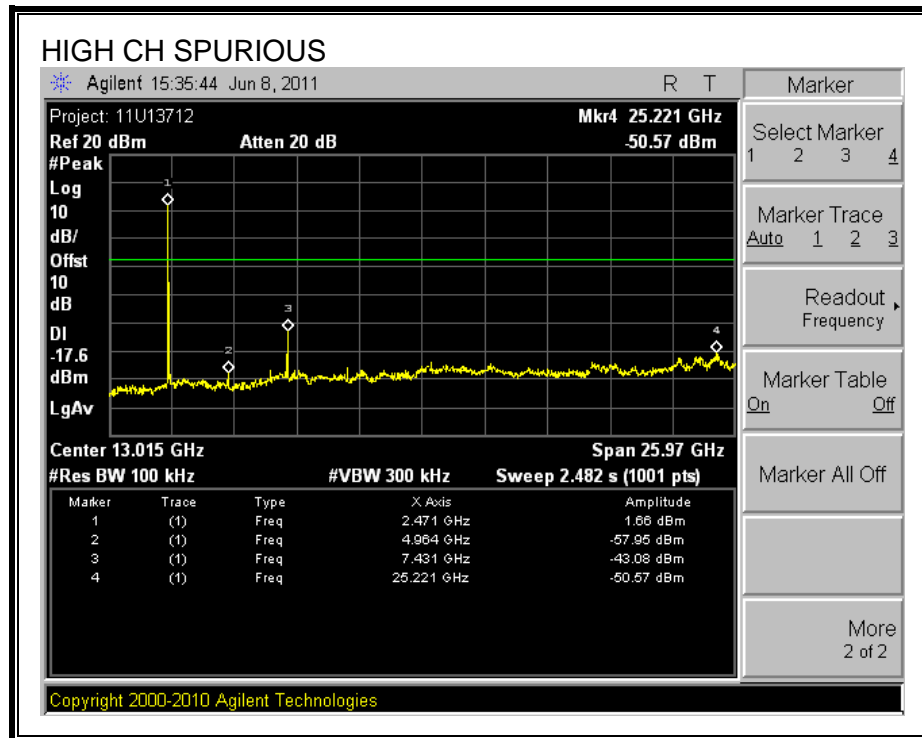 HIGH CH SPURIOUS
Agilent 15:35:44 Jun 8, 2011 R T
Project: 11U13712 Mkr4 25.221 GHz
Ref 20 dBm Atten 20 dB -50.57 dBm
#Peak
Log
10
dB/
Offst
10
dB
DI
-17.6
dBm
LgAv
1
2
3
4
Center 13.015 GHz Span 25.97 GHz
#Res BW 100 kHz #VBW 300 kHz Sweep 2.482 s (1001 pts)
Marker Trace Type X Axis Amplitude
1 (1) Freq 2.471 GHz 1.66 dBm
2 (1) Freq 4.964 GHz -57.95 dBm
3 (1) Freq 7.431 GHz -43.08 dBm
4 (1) Freq 25.221 GHz -50.57 dBm
Copyright 2000-2010 Agilent Technologies
Marker
Select Marker
1 2 3 4
Marker Trace
Auto 1 2 3
Readout
Frequency
Marker Table
On Off
Marker All Off
More
2 of 2